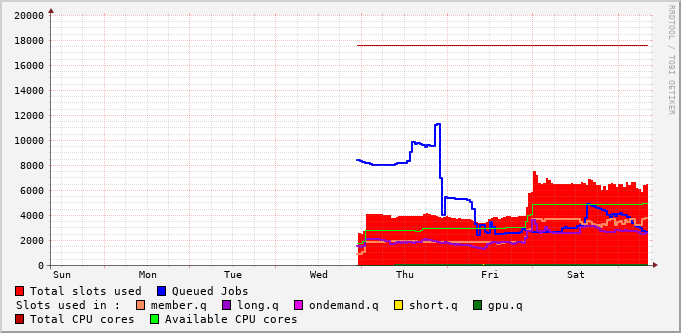 20000
18000
16000
14000
12000
10000
8000
6000
4000
2000
0
Sun Mon Tue Wed Thu Fri Sat
RRDTOOL / TOBI OETIKER
Total slots used Queued Jobs
Slots used in : member.q long.q ondemand.q short.q gpu.q
Total CPU cores Available CPU cores